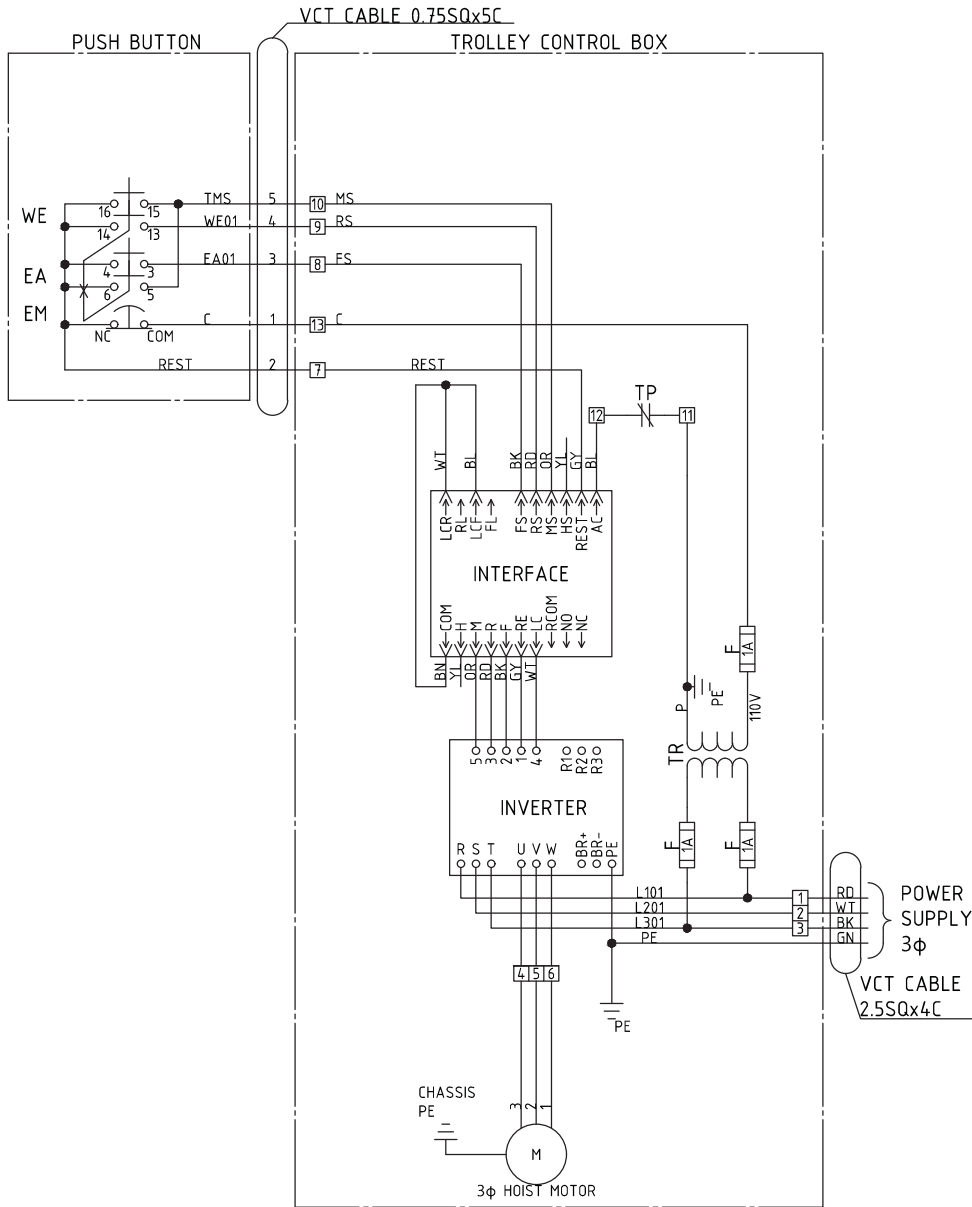 VCT CABLE 0.75SQx5C
PUSH BUTTON
TROLLEY CONTROL BOX
WE
16
15
TMS
5
10
MS
14
13
WE01
4
9
RS
EA
4
3
EA01
3
8
FS
6
5
EM
NC
COM
C
1
13
C
REST
2
7
REST
TP
12
11
WT
BL
BK
RD
OR
YL
GY
BL
LCR
RL
LCF
FL
FS
RS
MS
HS
REST
AC
INTERFACE
COM
H
M
R
F
RE
LC
RCOM
NO
NC
BN
YL
OR
RD
BK
GY
WT
F
1A
P
PE
110V
TR
5
3
2
1
4
R1
R2
R3
INVERTER
R S T
U V W
BR+
BR-
PE
F
1A
F
1A
L101
1
RD
L201
2
WT
L301
3
BK
PE
GN
POWER
SUPPLY
3ϕ
4 5 6
PE
VCT CABLE
2.5SQx4C
CHASSIS
PE
3
2
1
M
3ϕ HOIST MOTOR